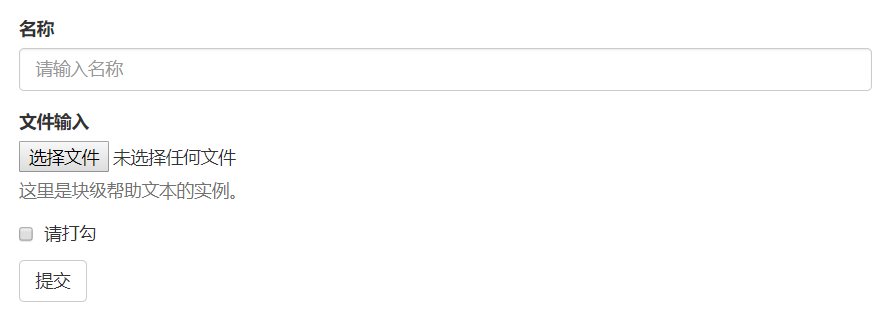 名称
请输入名称
文件输入
选择文件 未选择任何文件
这里是块级帮助文本的实例。
请打勾
提交